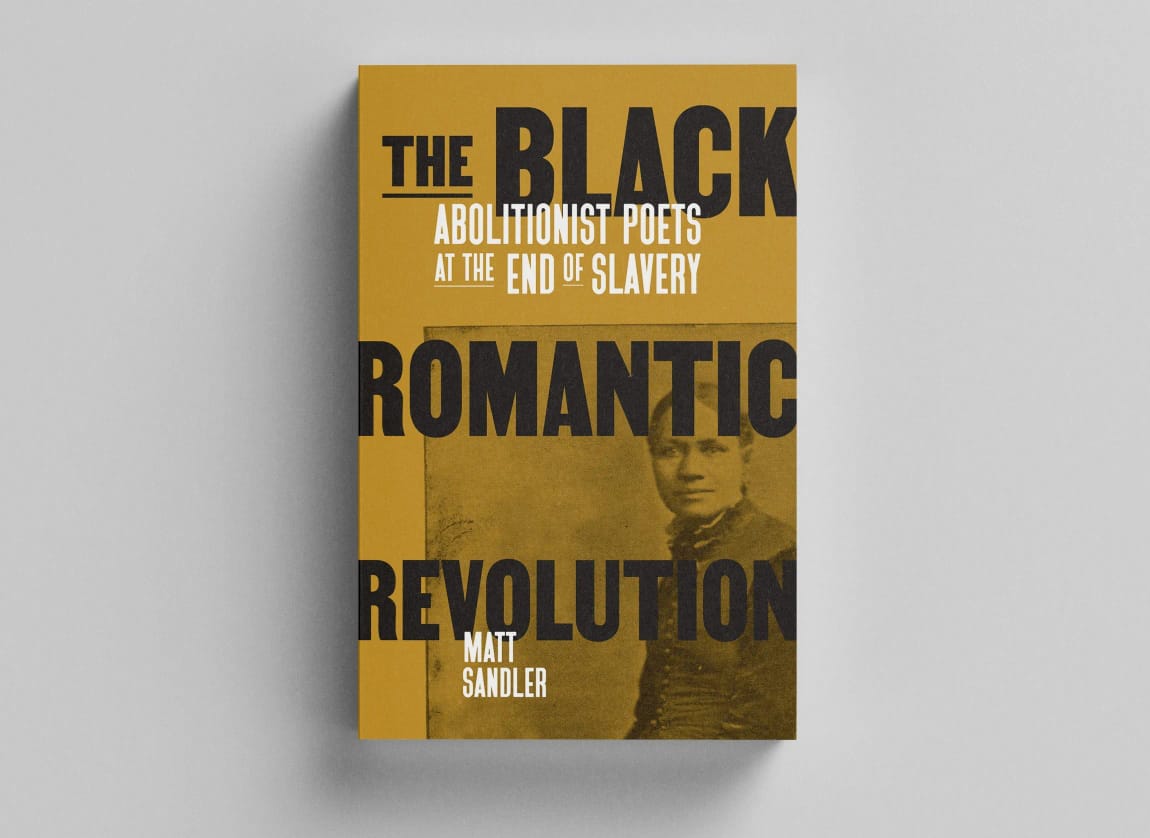 THE BLACK
ABOLITIONIST POETS
AT THE END OF SLAVERY
ROMANTIC
REVOLUTION
MATT
SANDLER